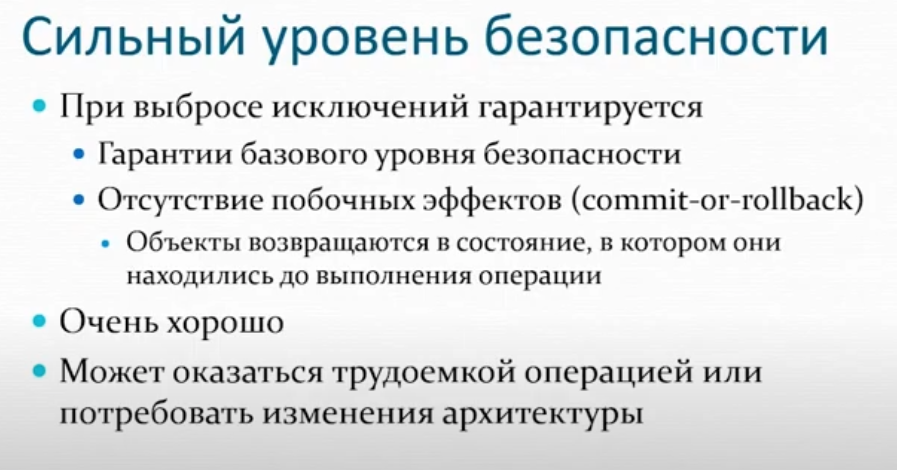 Сильный уровень безопасности
При выбросе исключений гарантируется
Гарантии базового уровня безопасности
Отсутствие побочных эффектов (commit-or-rollback)
Объекты возвращаются в состояние, в котором они
находились до выполнения операции
Очень хорошо
Может оказаться трудоемкой операцией или
потребовать изменения архитектуры